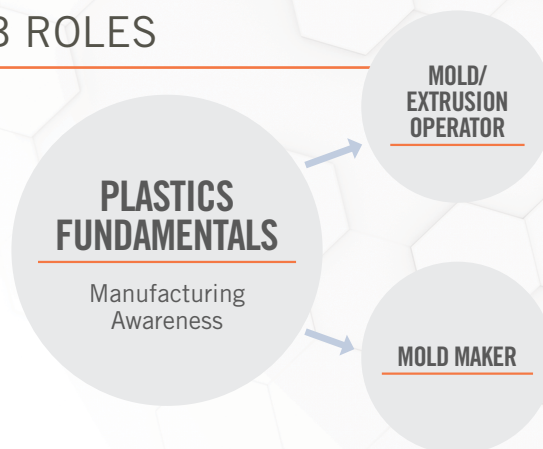 3 ROLES
MOLD/
EXTRUSION
OPERATOR
PLASTICS
FUNDAMENTALS
Manufacturing
Awareness
MOLD MAKER